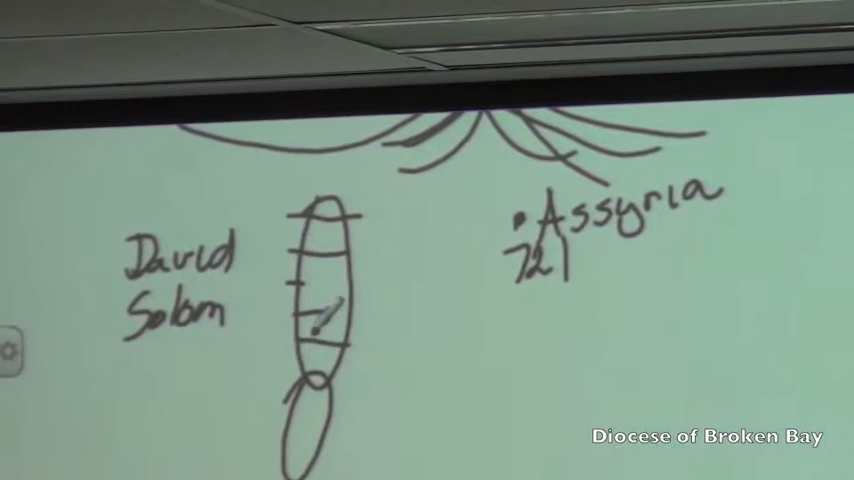 David
Solom
• Assyria
721
Diocese of Broken Bay